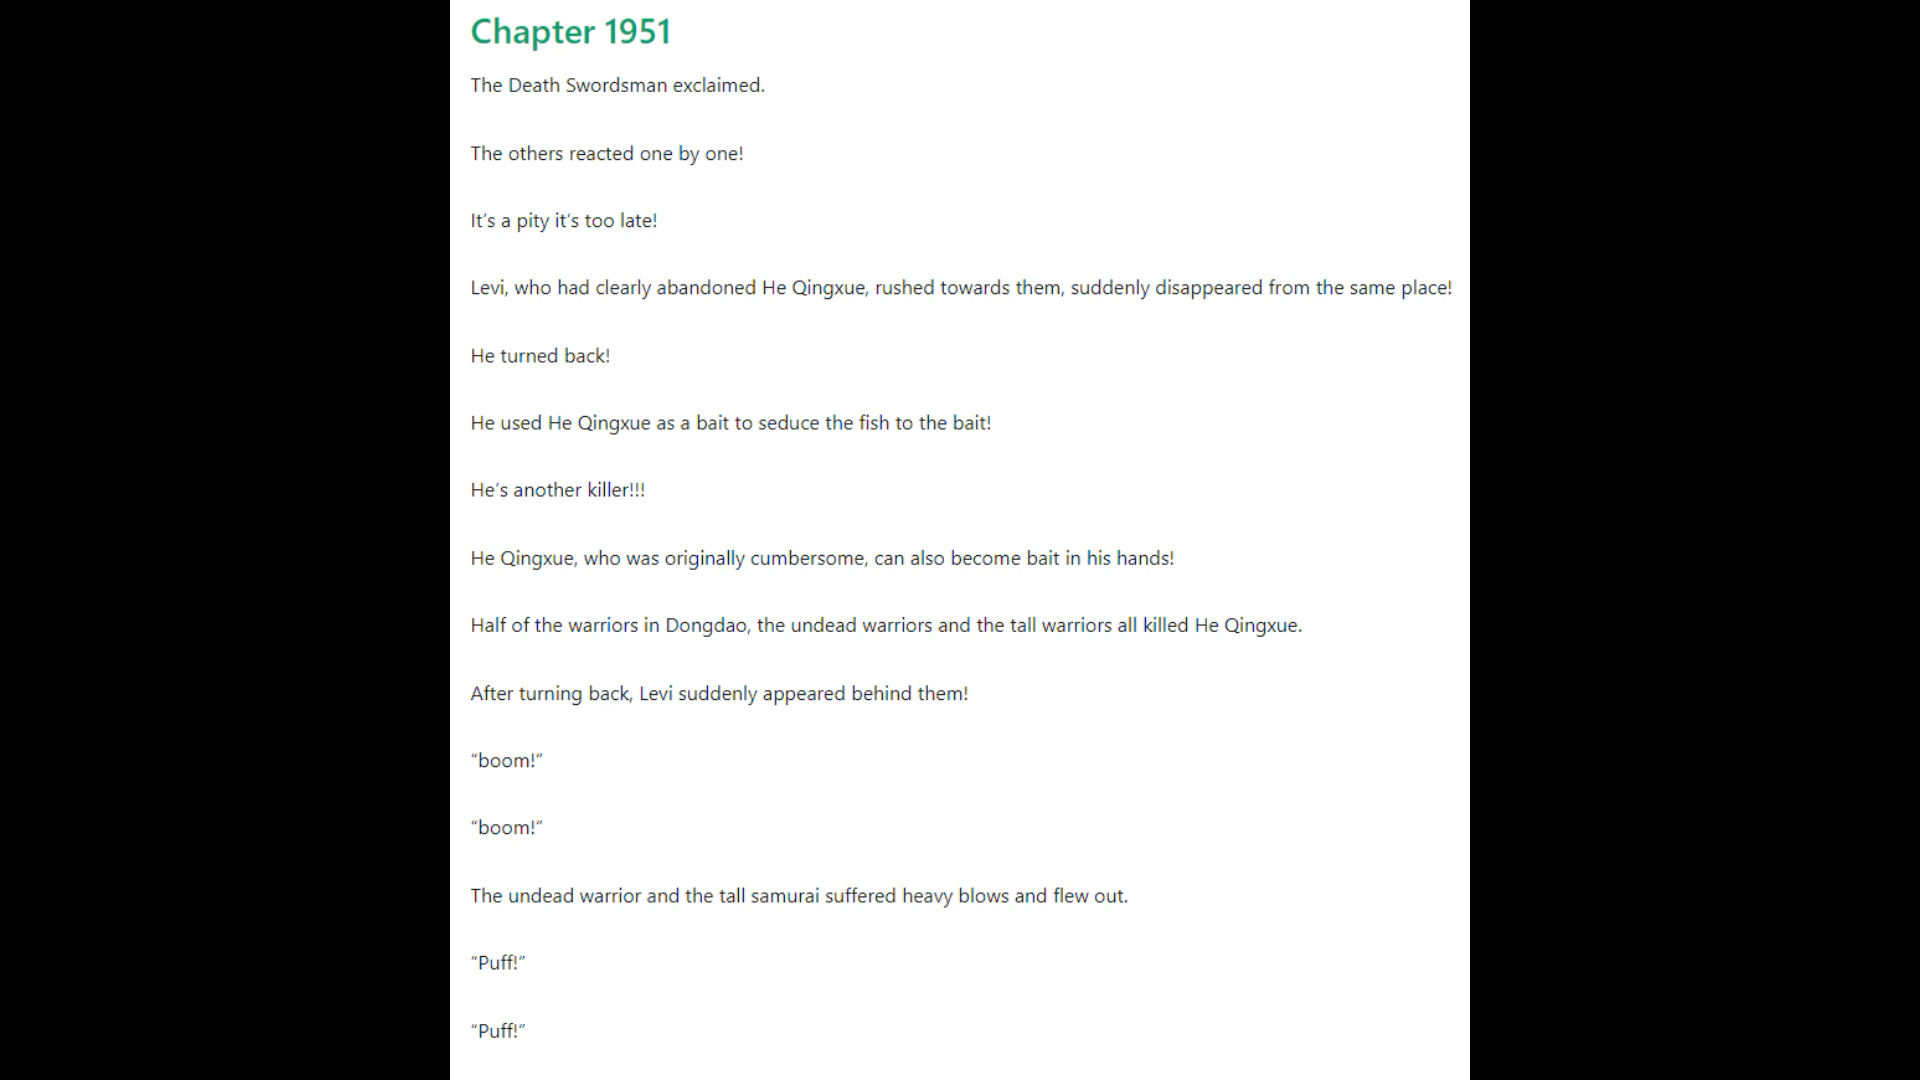 Chapter 1951
The Death Swordsman exclaimed.
The others reacted one by one!
It’s a pity it’s too late!
Levi, who had clearly abandoned He Qingxue, rushed towards them, suddenly disappeared from the same place!
He turned back!
He used He Qingxue as a bait to seduce the fish to the bait!
He’s another killer!!!
He Qingxue, who was originally cumbersome, can also become bait in his hands!
Half of the warriors in Dongdao, the undead warriors and the tall warriors all killed He Qingxue.
After turning back, Levi suddenly appeared behind them!
“boom!”
“boom!”
The undead warrior and the tall samurai suffered heavy blows and flew out.
“Puff!”
“Puff!”